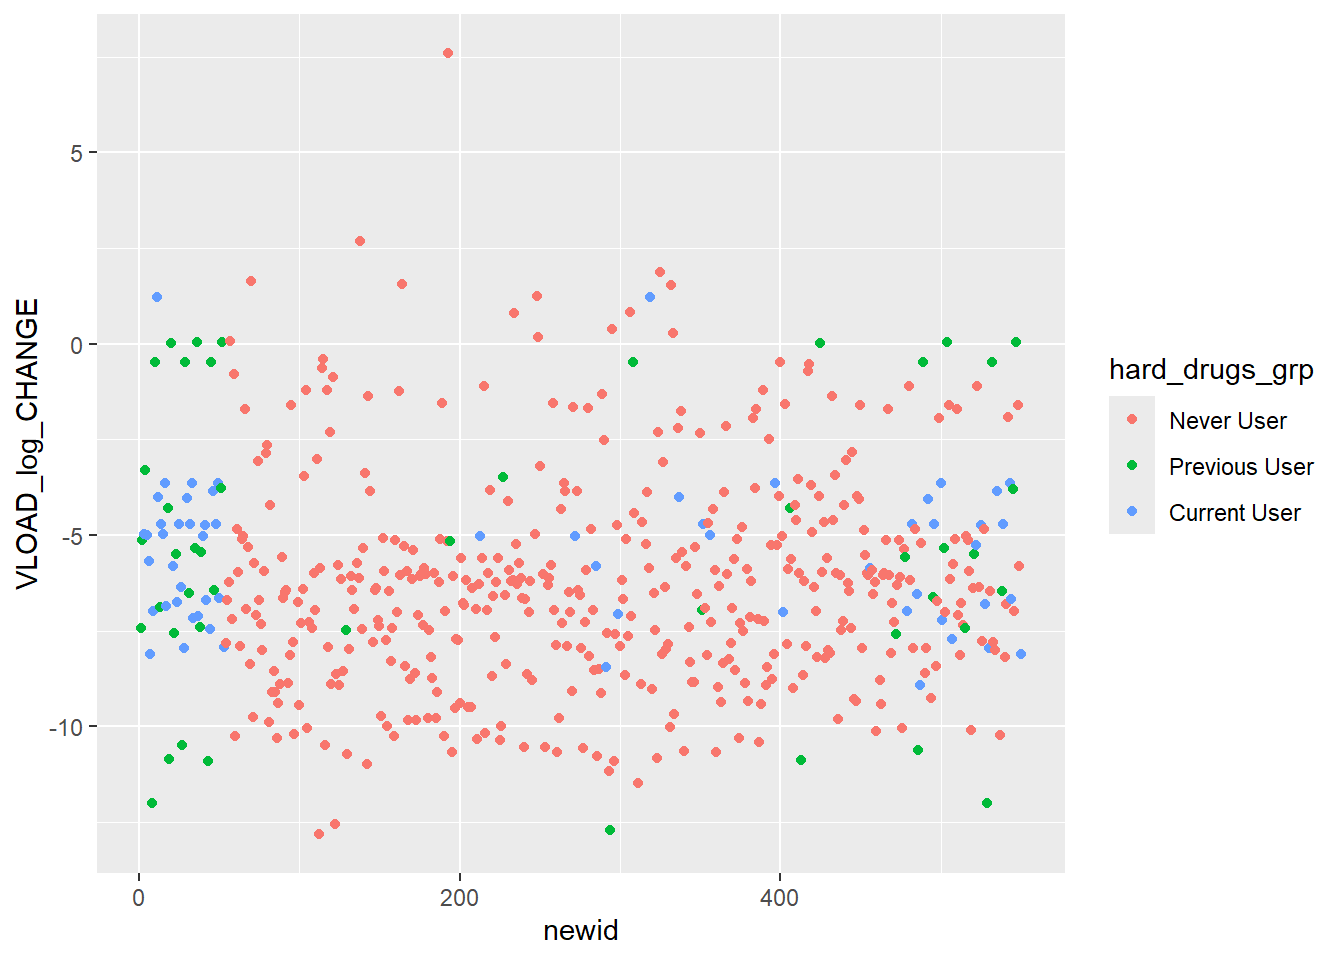 VLOAD_log_CHANGE
5
0
-5
-10
0
200
400
newid
hard_drugs_grp
Never User
Previous User
Current User